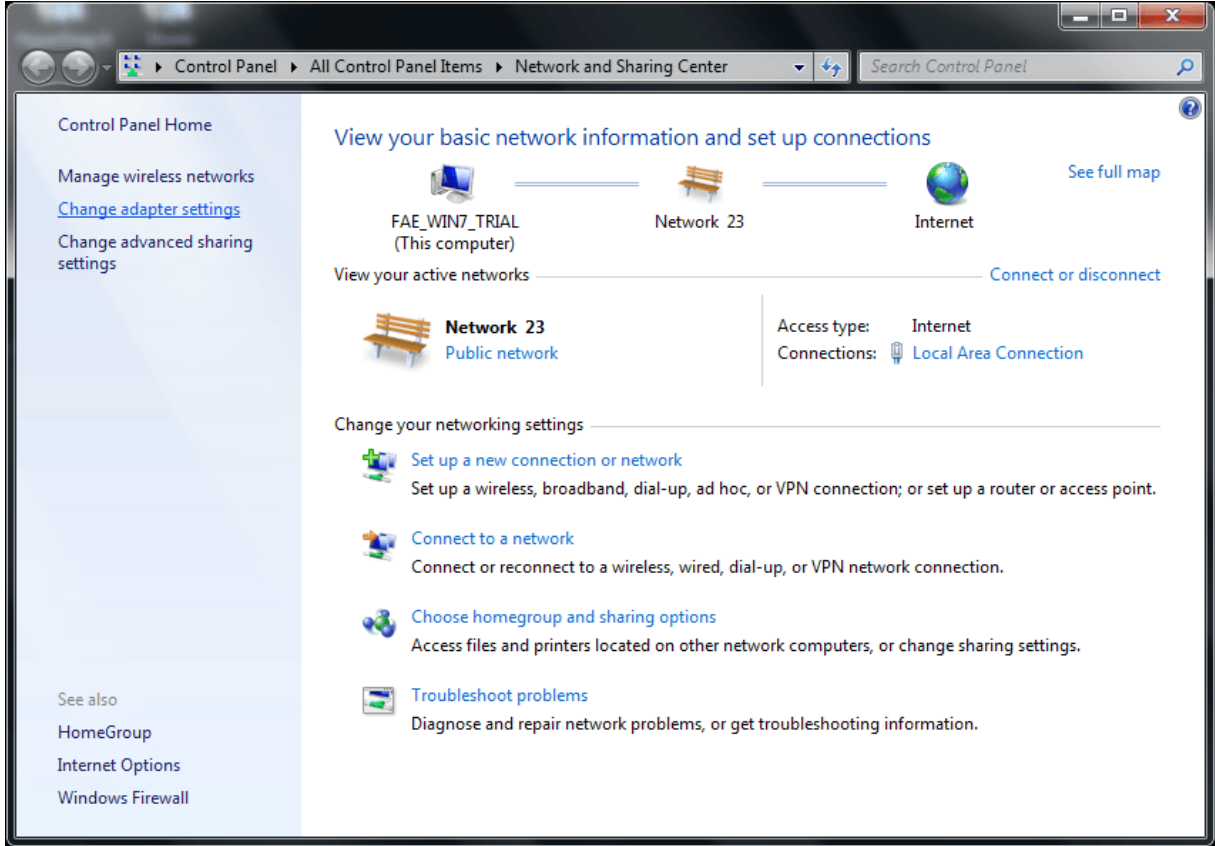 Control Panel ▸ All Control Panel Items ▸ Network and Sharing Center
Search Control Panel
Control Panel Home
Manage wireless networks
Change adapter settings
Change advanced sharing
settings
See also
HomeGroup
Internet Options
Windows Firewall
View your basic network information and set up connections
See full map
FAE_WIN7_TRIAL
(This computer)
Network 23
Internet
View your active networks
Connect or disconnect
Network 23
Public network
Access type: Internet
Connections: Local Area Connection
Change your networking settings
Set up a new connection or network
Set up a wireless, broadband, dial-up, ad hoc, or VPN connection; or set up a router or access point.
Connect to a network
Connect or reconnect to a wireless, wired, dial-up, or VPN network connection.
Choose homegroup and sharing options
Access files and printers located on other network computers, or change sharing settings.
Troubleshoot problems
Diagnose and repair network problems, or get troubleshooting information.